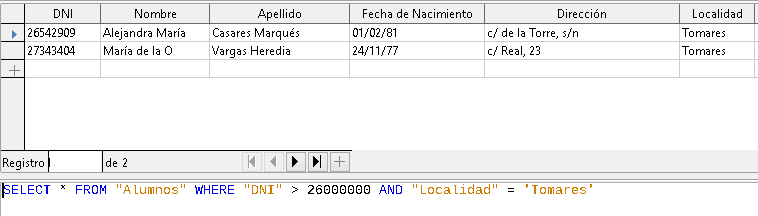 DNI Nombre Apellido Fecha de Nacimiento Dirección Localidad
26542909 Alejandra María Casares Marqués 01/02/81 c/ de la Torre, s/n Tomares
27343404 María de la O Vargas Heredia 24/11/77 c/ Real, 23 Tomares
Registro 1 de 2
SELECT * FROM "Alumnos" WHERE "DNI" > 26000000 AND "Localidad" = 'Tomares'